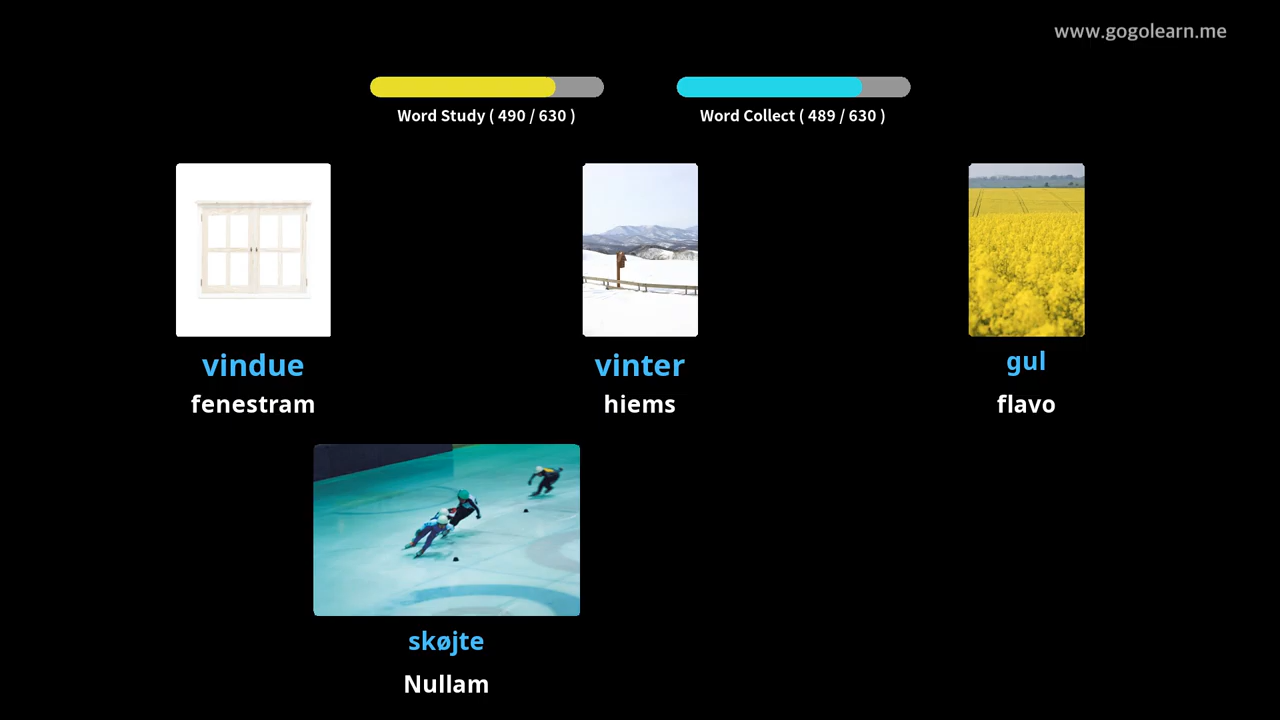 www.gogolearn.me
Word Study ( 490 / 630 )
Word Collect ( 489 / 630 )
vindue
fenestram
vinter
hiems
gul
flavo
skøjte
Nullam